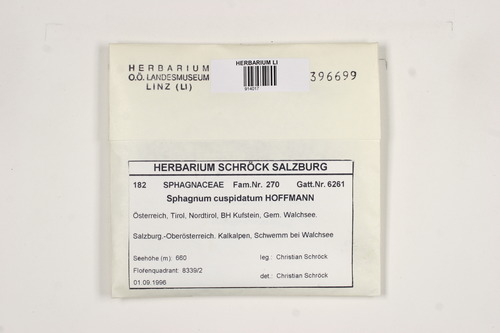 HERBARIUM
O.Ö. LANDESMUSEUM
LINZ (LI)
HERBARIUM LI
914017
396699
HERBARIUM SCHRÖCK SALZBURG
182 SPHAGNACEAE Fam.Nr. 270 Gatt.Nr. 6261
Sphagnum cuspidatum HOFFMANN
Österreich, Tirol, Nordtirol, BH Kufstein, Gem. Walchsee.
Salzburg.-Oberösterreich. Kalkalpen, Schwemm bei Walchsee
Seehöhe (m): 660 leg.: Christian Schröck
Florenquadrant: 8339/2
det.: Christian Schröck
01.09.1996